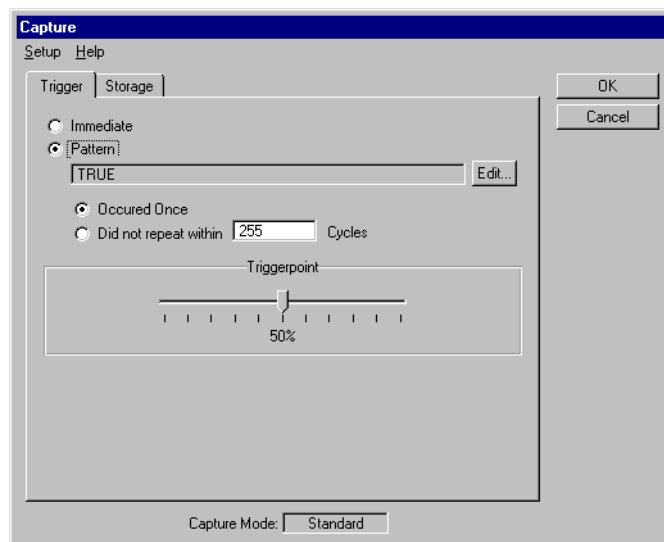 Capture
Setup Help
Trigger Storage
OK
Cancel
Immediate
Pattern
TRUE Edit...
Occured Once
Did not repeat within 255 Cycles
Triggerpoint
50%
Capture Mode: Standard